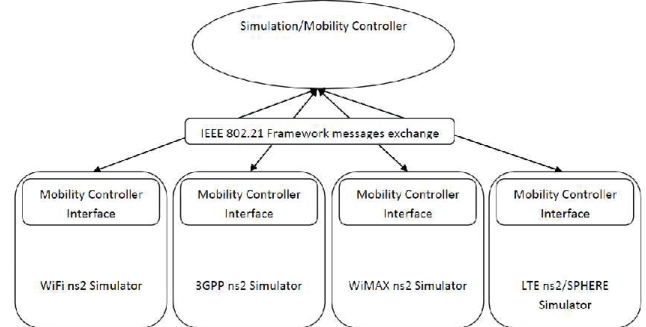 Simulation/Mobility Controller
IEEE 802.21 Framework messages exchange
Mobility Controller
Interface
WiFi ns2 Simulator
Mobility Controller
Interface
3GPP ns2 Simulator
Mobility Controller
Interface
WiMAX ns2 Simulator
Mobility Controller
Interface
LTE ns2/SPHERE
Simulator